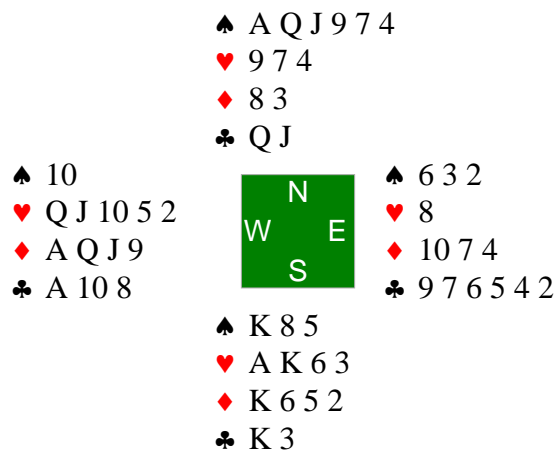 ♠ A Q J 9 7 4
♥ 9 7 4
♦ 8 3
♣ Q J
♠ 10
♥ Q J 10 5 2
♦ A Q J 9
♣ A 10 8
N
W E
S
♠ 6 3 2
♥ 8
♦ 10 7 4
♣ 9 7 6 5 4 2
♠ K 8 5
♥ A K 6 3
♦ K 6 5 2
♣ K 3